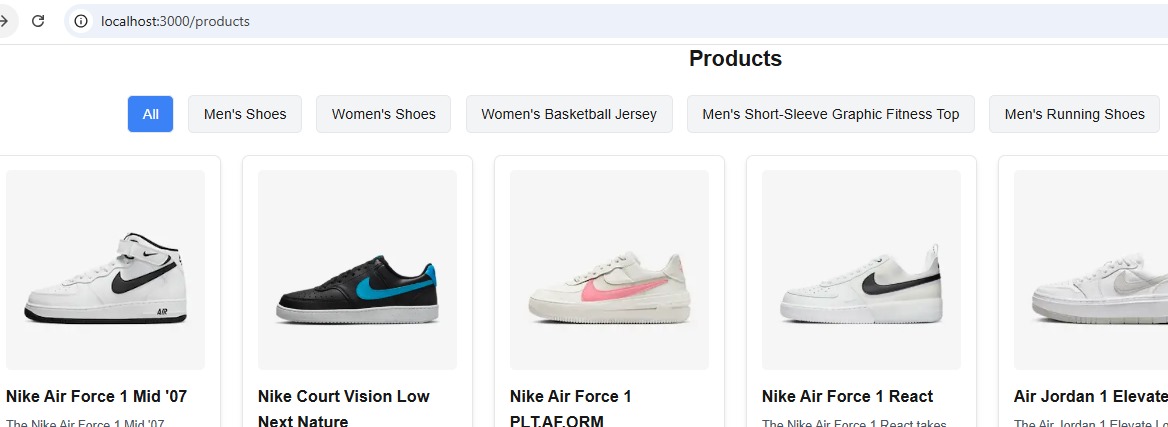 localhost:3000/products
Products
All
Men's Shoes
Women's Shoes
Women's Basketball Jersey
Men's Short-Sleeve Graphic Fitness Top
Men's Running Shoes
AIR
Nike Air Force 1 Mid '07
The Nike Air Force 1 Mid '07
Nike Court Vision Low
Next Nature
Nike Air Force 1
PLT.AF.ORM
Nike Air Force 1 React
The Nike Air Force 1 React takes
Air Jordan 1 Elevate
The Air Jordan 1 Elevate Lo